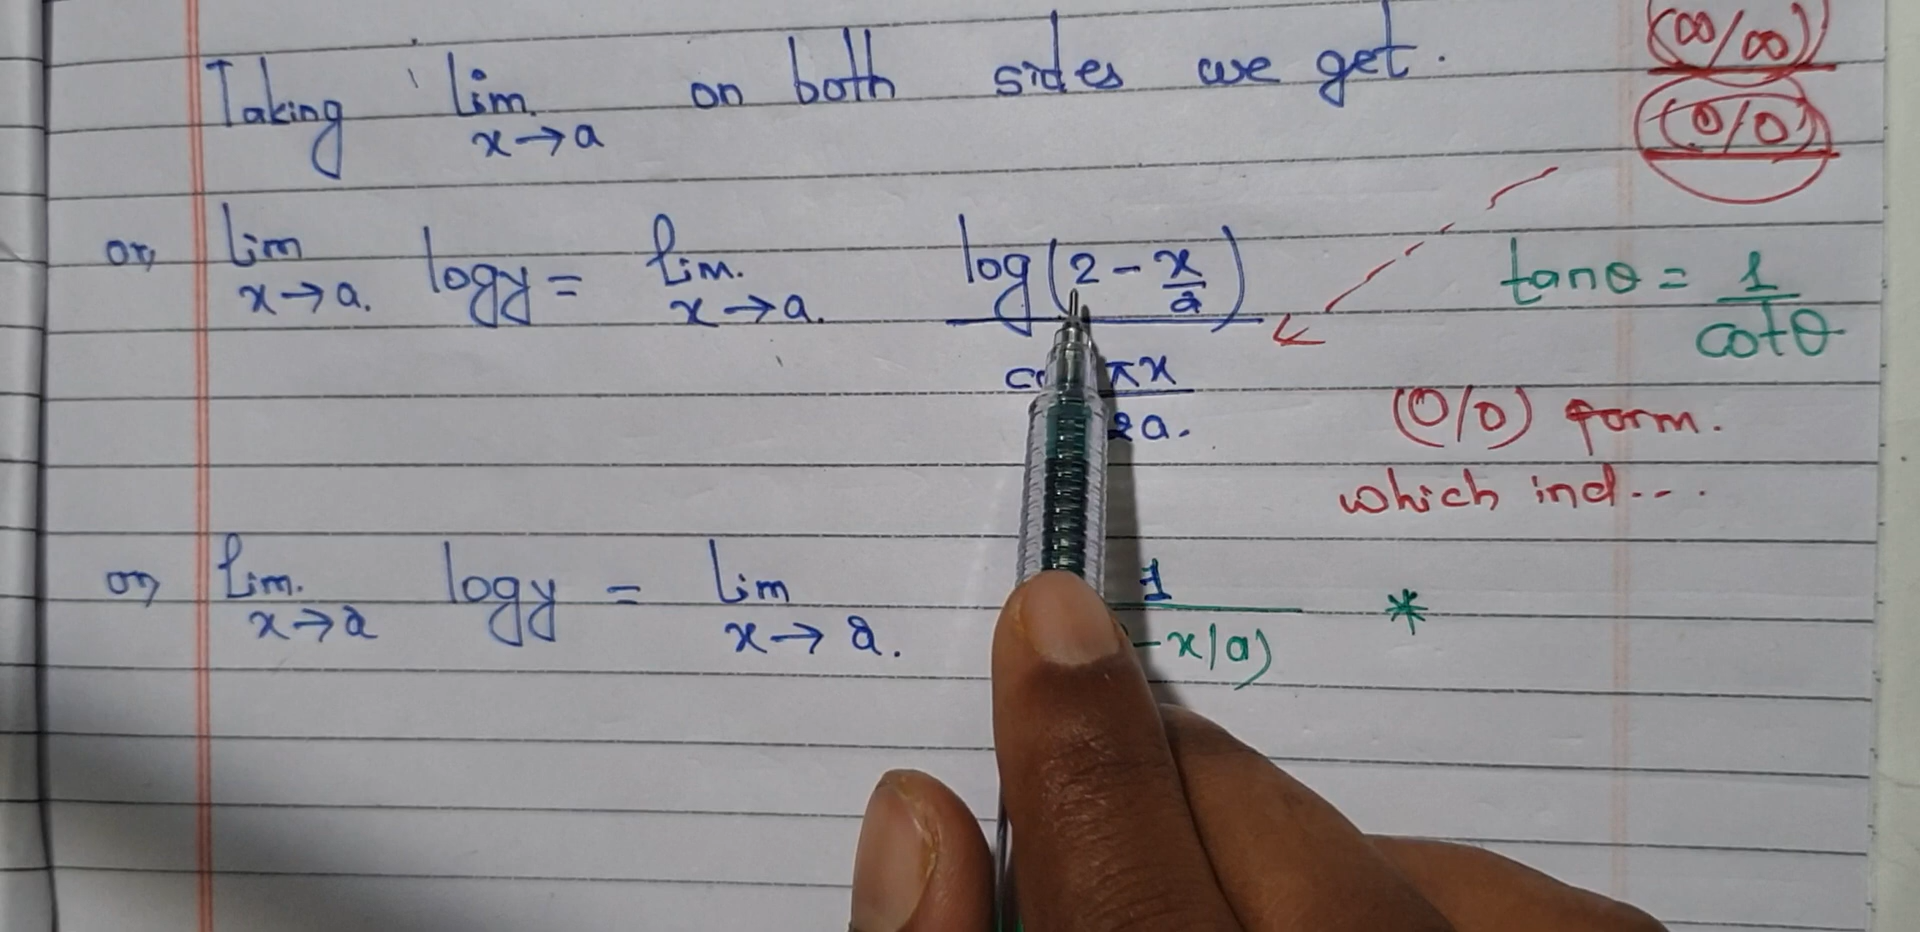 (∞/∞)
Taking lim on both sides we get.
x→a
(0/0)
or, lim logy = lim. log(2 - x/a)
x→a. x→a. πx
2a.
tanθ = 1/cotθ
(0/0) form.
which ind...
or, lim. logy = lim 1 *
x→a x→a. -x/a)